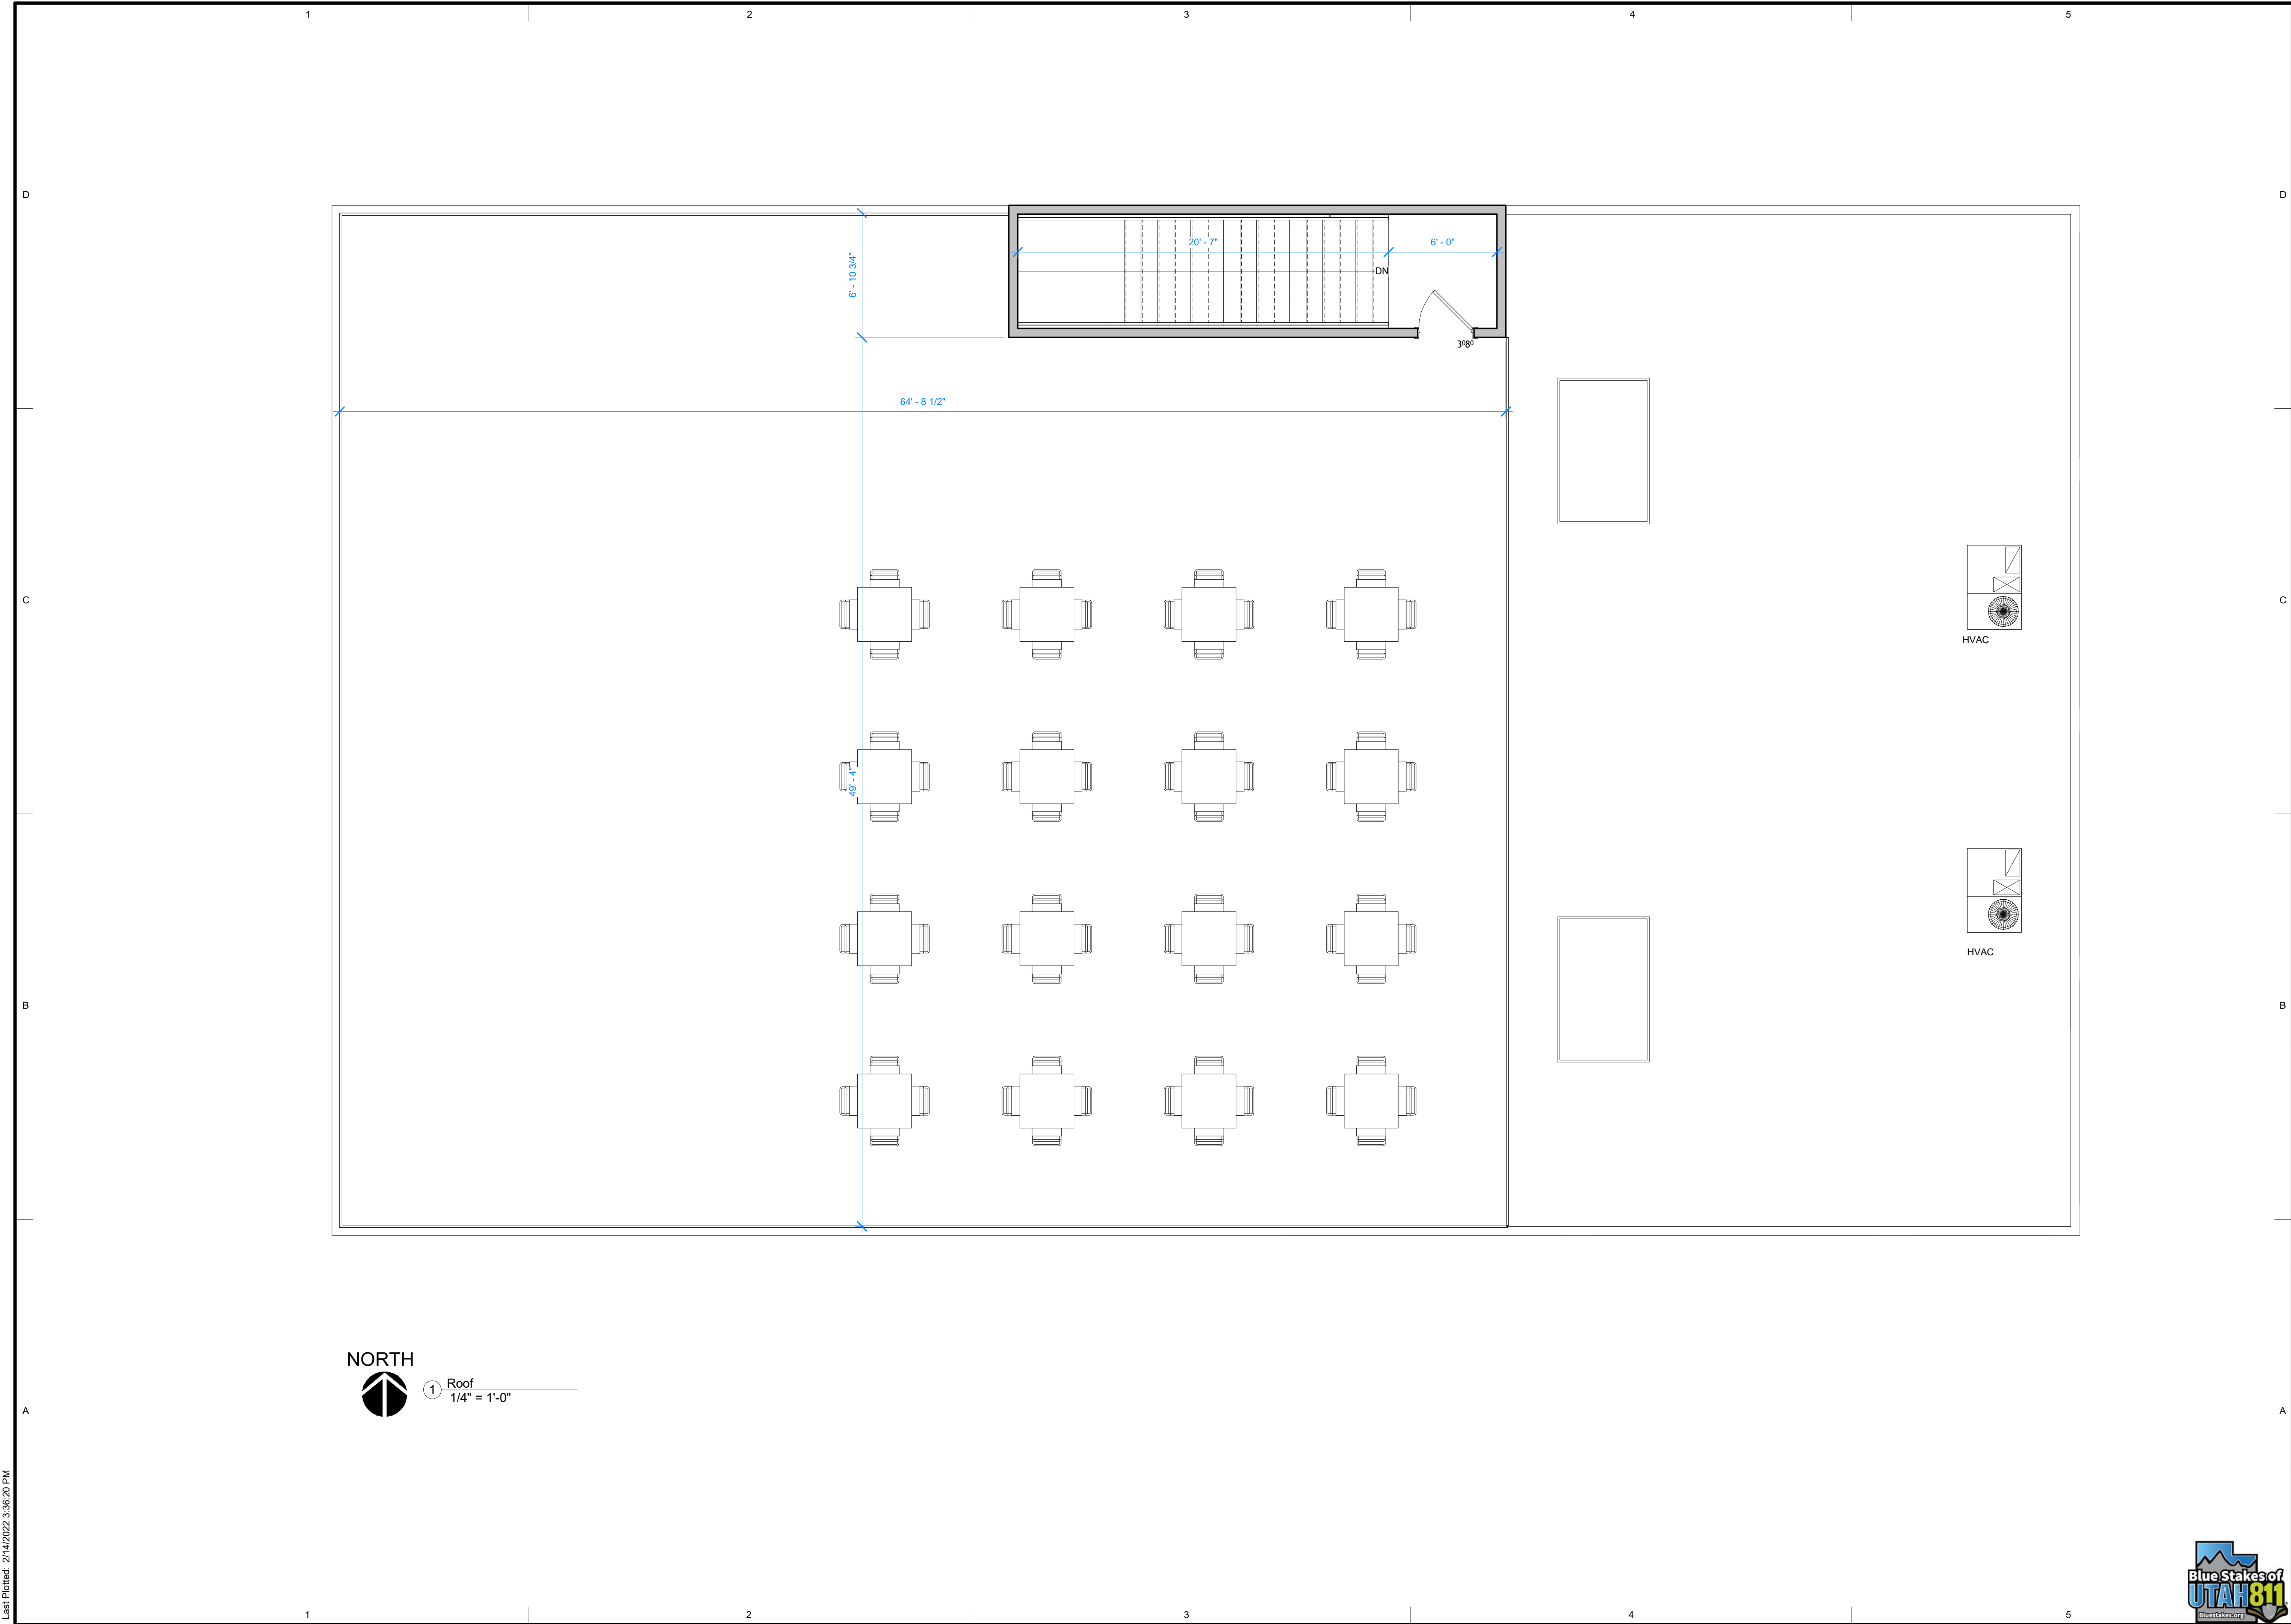 1 2 3 4 5
D D
20' - 7" 6' - 0"
6' - 10 3/4"
DN
3⁰8⁰
64' - 8 1/2"
C C
HVAC
49' - 4"
HVAC
B B
NORTH
1 Roof
1/4" = 1'-0"
A A
Last Plotted: 2/14/2022 3:36:20 PM
Blue Stakes of
UTAH811
Bluestakes.org
1 2 3 4 5